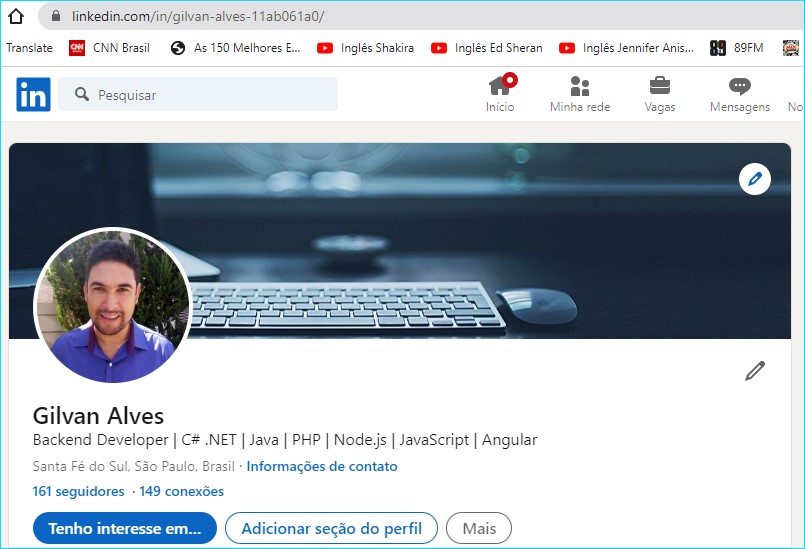 linkedin.com/in/gilvan-alves-11ab061a0/
Translate CNN Brasil As 150 Melhores E... Inglês Shakira Inglês Ed Sheran Inglês Jennifer Anis... 89FM
in Pesquisar Início Minha rede Vagas Mensagens No
Gilvan Alves
Backend Developer | C# .NET | Java | PHP | Node.js | JavaScript | Angular
Santa Fé do Sul, São Paulo, Brasil · Informações de contato
161 seguidores · 149 conexões
Tenho interesse em... Adicionar seção do perfil Mais